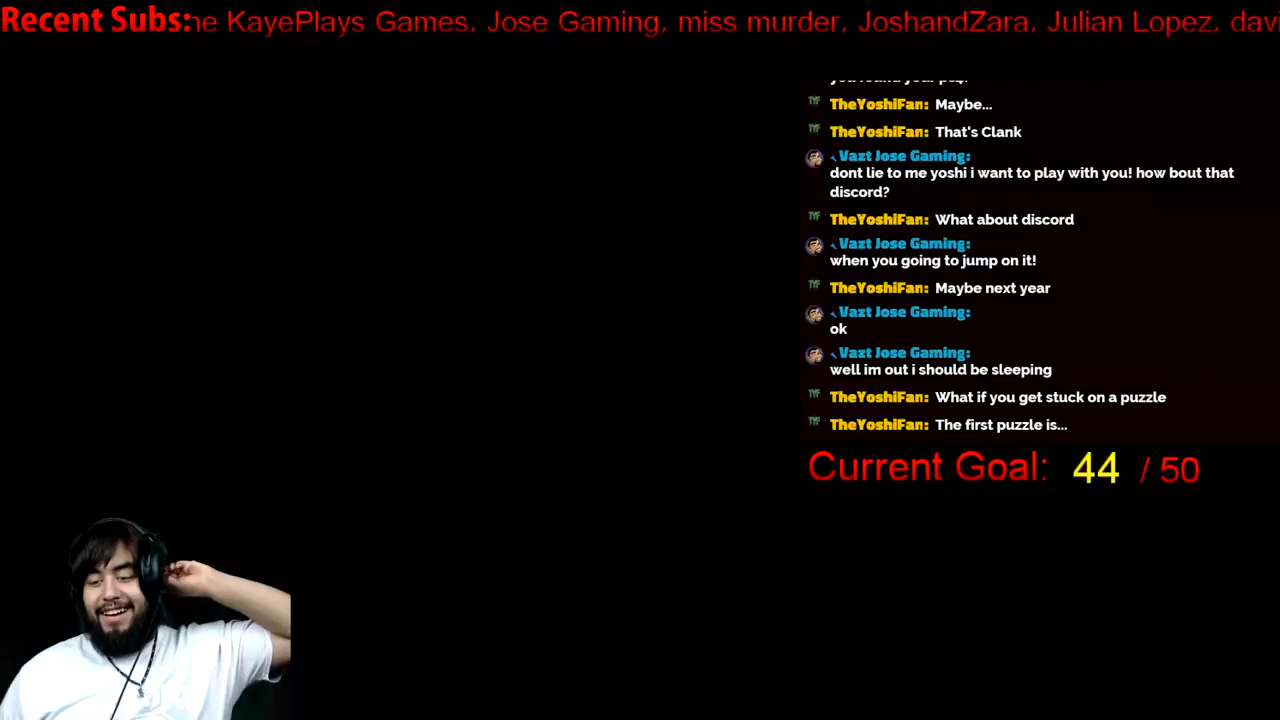 Recent Subs: ne KayePlays Games, Jose Gaming, miss murder, JoshandZara, Julian Lopez, davi
TheYoshiFan: Maybe...
TheYoshiFan: That's Clank
Vazt Jose Gaming:
dont lie to me yoshi i want to play with you! how bout that
discord?
TheYoshiFan: What about discord
Vazt Jose Gaming:
when you going to jump on it!
TheYoshiFan: Maybe next year
Vazt Jose Gaming:
ok
Vazt Jose Gaming:
well im out i should be sleeping
TheYoshiFan: What if you get stuck on a puzzle
TheYoshiFan: The first puzzle is...
Current Goal: 44 / 50